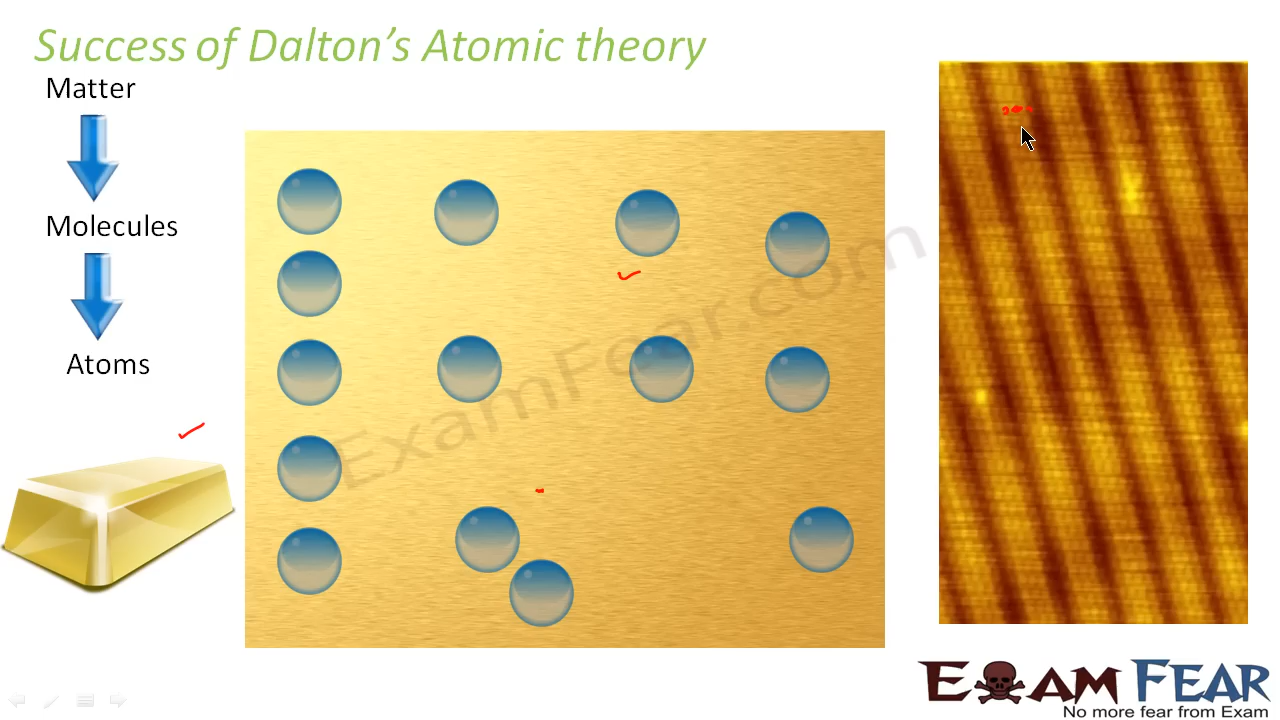 Success of Dalton's Atomic theory
Matter
Molecules
Atoms
ExamFear.com
EXAM FEAR
No more fear from Exam